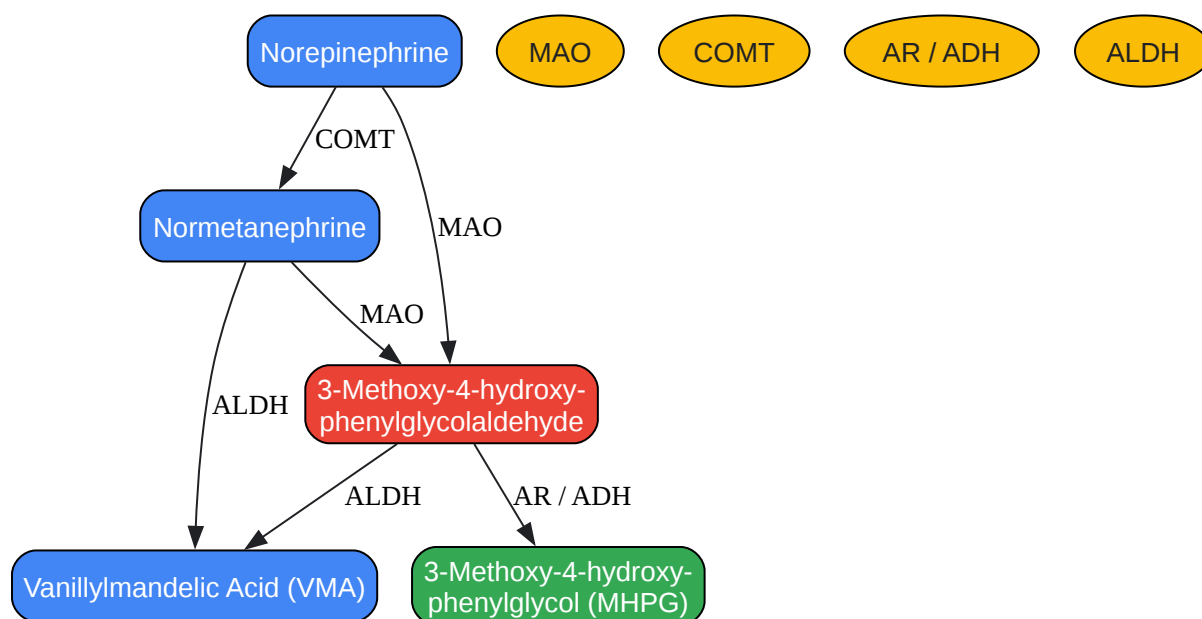 Norepinephrine
MAO
COMT
AR / ADH
ALDH
COMT
Normetanephrine
MAO
MAO
3-Methoxy-4-hydroxy-
phenylglycolaldehyde
ALDH
ALDH
AR / ADH
Vanillylmandelic Acid (VMA)
3-Methoxy-4-hydroxy-
phenylglycol (MHPG)